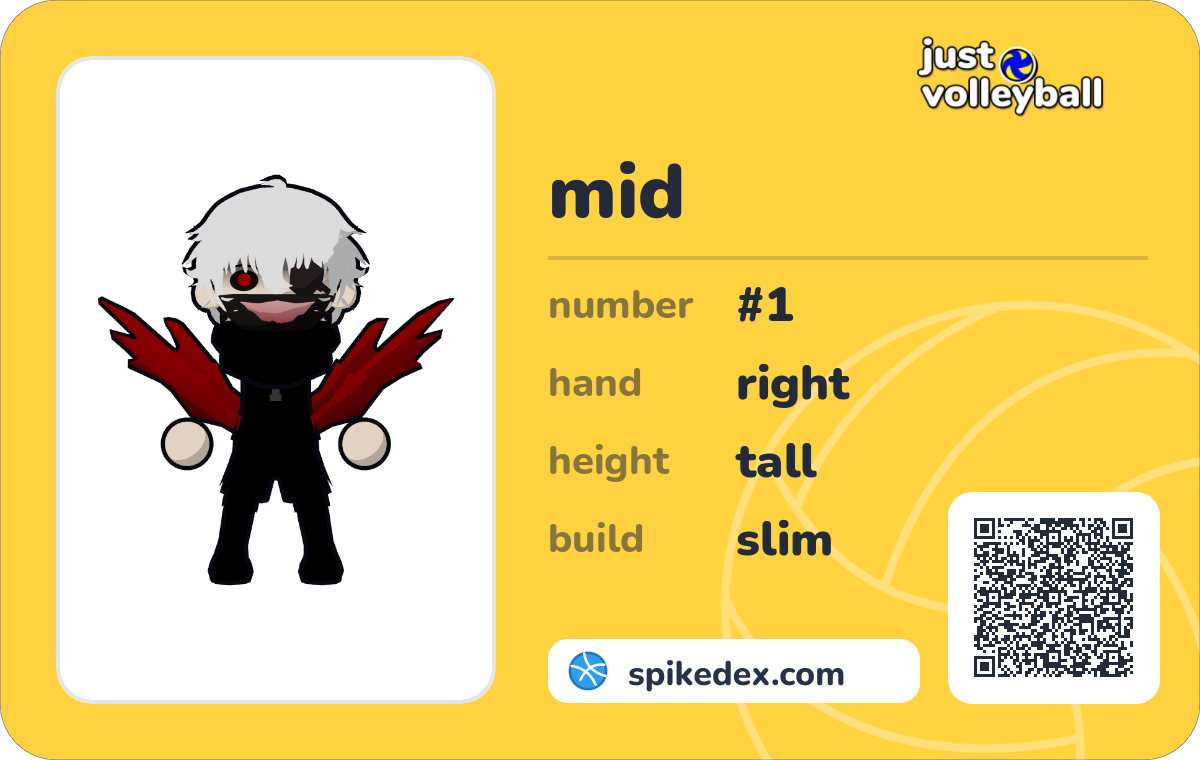 just
volleyball
mid
number #1
hand right
height tall
build slim
spikedex.com